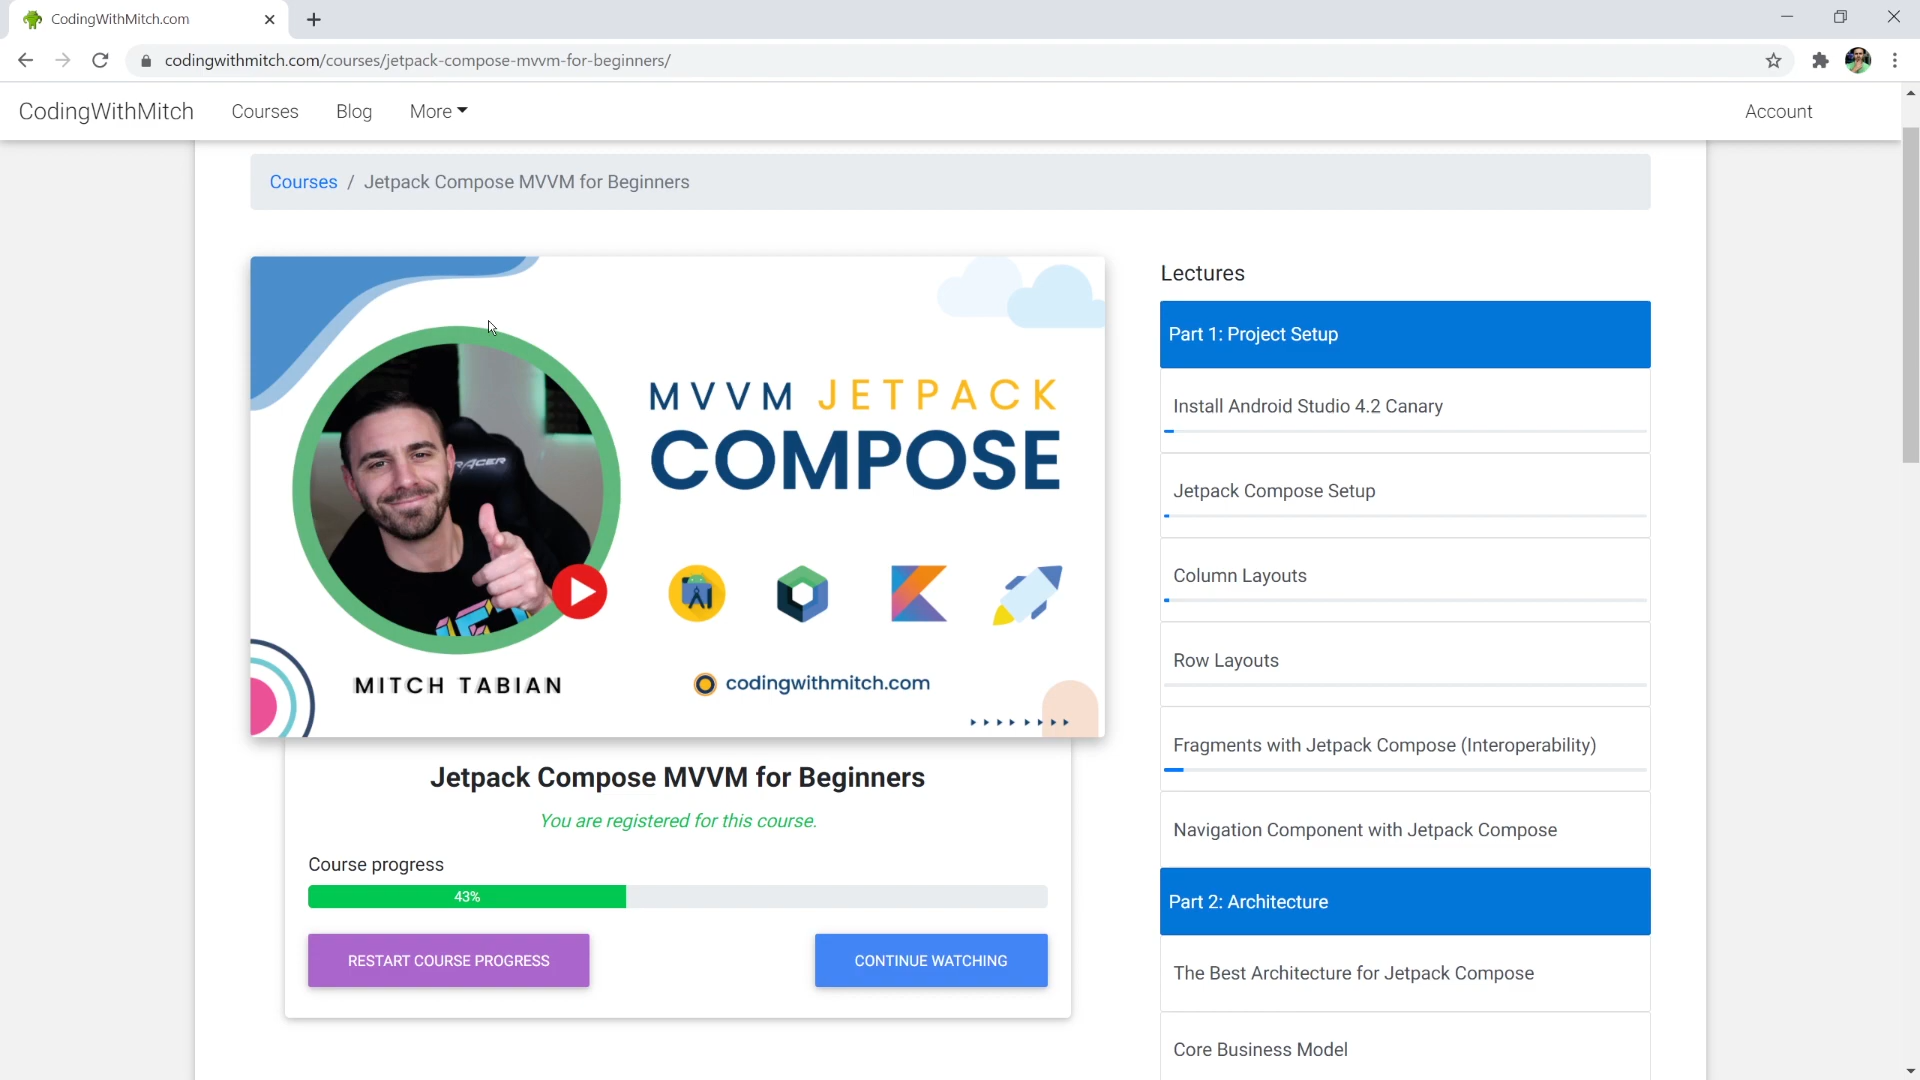 CodingWithMitch.com
codingwithmitch.com/courses/jetpack-compose-mvvm-for-beginners/
CodingWithMitch
Courses
Blog
More
Account
Courses / Jetpack Compose MVVM for Beginners
MVVM JETPACK
COMPOSE
ACER
MITCH TABIAN
codingwithmitch.com
Jetpack Compose MVVM for Beginners
You are registered for this course.
Course progress
43%
RESTART COURSE PROGRESS
CONTINUE WATCHING
Lectures
Part 1: Project Setup
Install Android Studio 4.2 Canary
Jetpack Compose Setup
Column Layouts
Row Layouts
Fragments with Jetpack Compose (Interoperability)
Navigation Component with Jetpack Compose
Part 2: Architecture
The Best Architecture for Jetpack Compose
Core Business Model